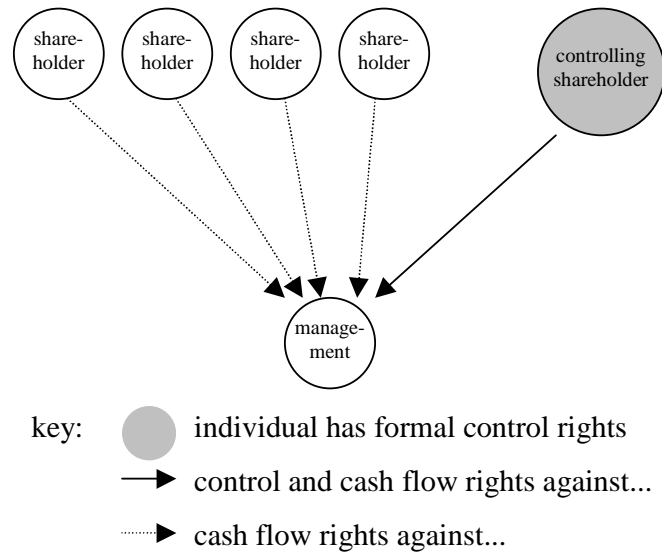 share-
holder
share-
holder
share-
holder
share-
holder
controlling
shareholder
manage-
ment
key:
individual has formal control rights
control and cash flow rights against...
cash flow rights against...